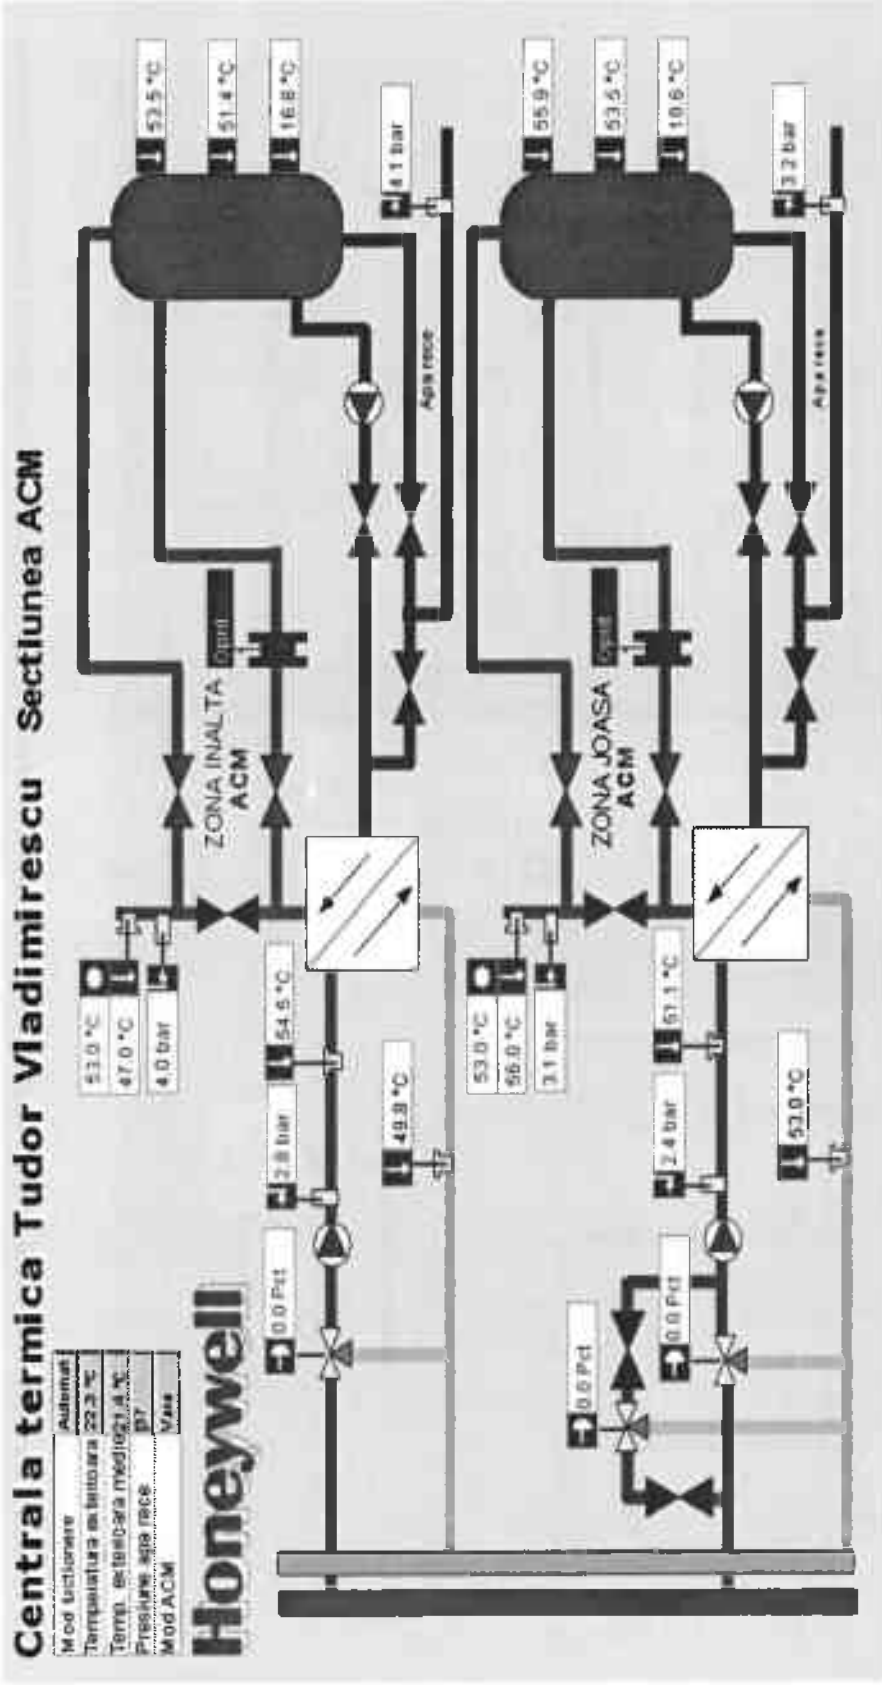 Centrala termica Tudor Vladimirescu Sectiunea ACM
Automat
Temperatura exterioara 22.3 °C
Temp. exterioara medie 21.4 °C
Presiune apa rece
Mod ACM Vara
Honeywell
53.0 °C
47.0 °C
4.0 bar
ZONA INALTA
ACM
Oprit
53.5 °C
51.4 °C
16.8 °C
4.1 bar
Apa rece
0.0 Pct
2.8 bar
54.5 °C
49.8 °C
53.0 °C
56.0 °C
3.1 bar
ZONA JOASA
ACM
Oprit
55.9 °C
53.5 °C
3.2 bar
Apa rece
0.0 Pct
0.0 Pct
2.4 bar
57.1 °C
53.0 °C